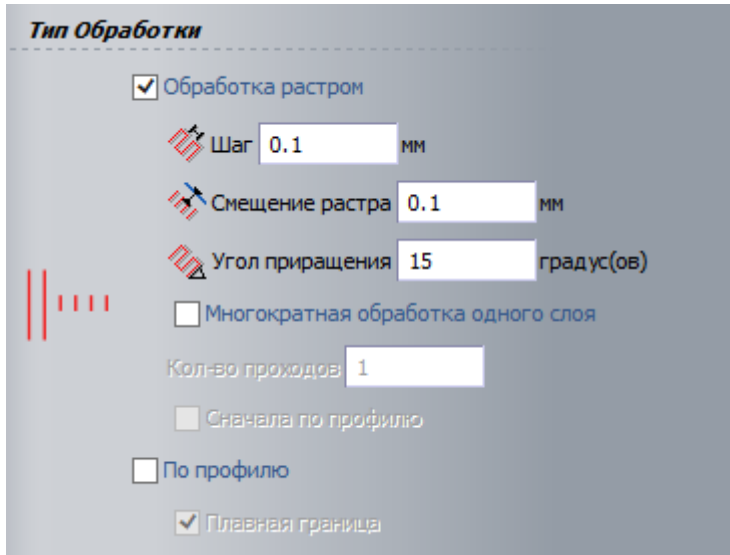 Тип Обработки
Обработка растром
Шаг 0.1 мм
Смещение растра 0.1 мм
Угол приращения 15 градус(ов)
Многократная обработка одного слоя
Кол-во проходов 1
Сначала по профилю
По профилю
Плавная граница